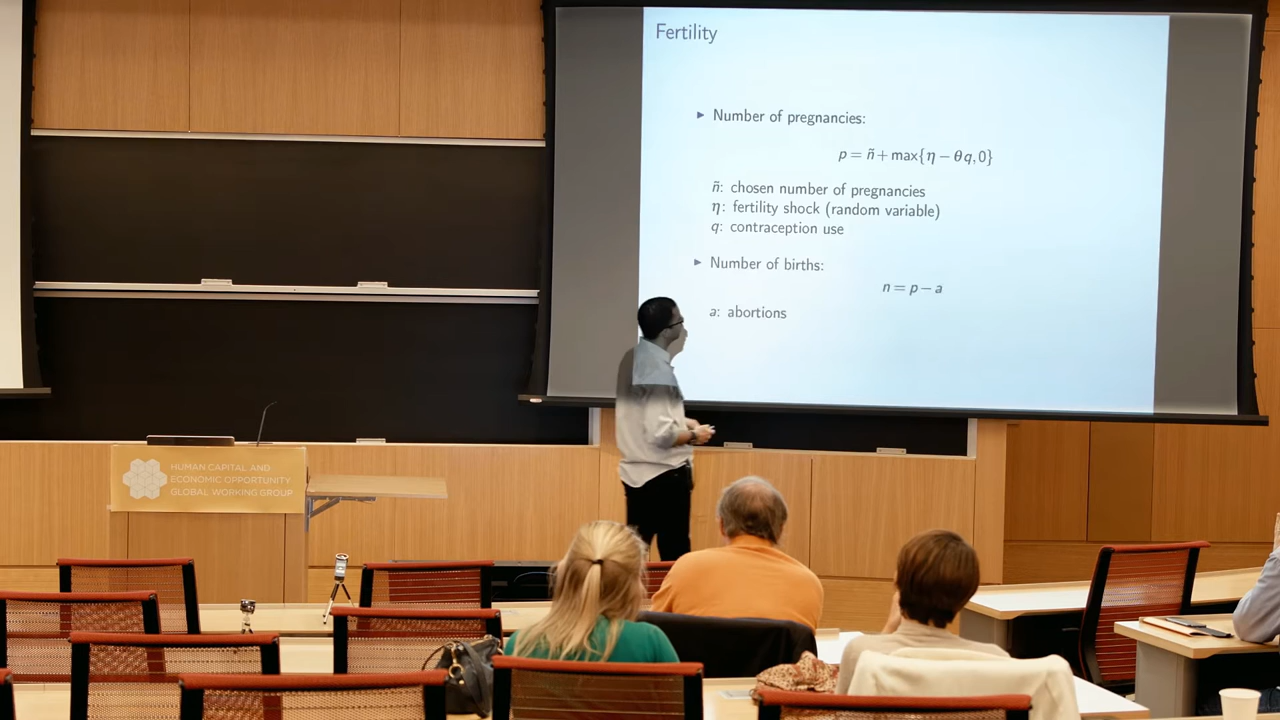 Fertility
▶ Number of pregnancies:
p = ñ + max{η − θq, 0}
ñ: chosen number of pregnancies
η: fertility shock (random variable)
q: contraception use
▶ Number of births:
n = p − a
a: abortions
HUMAN CAPITAL AND
ECONOMIC OPPORTUNITY
GLOBAL WORKING GROUP